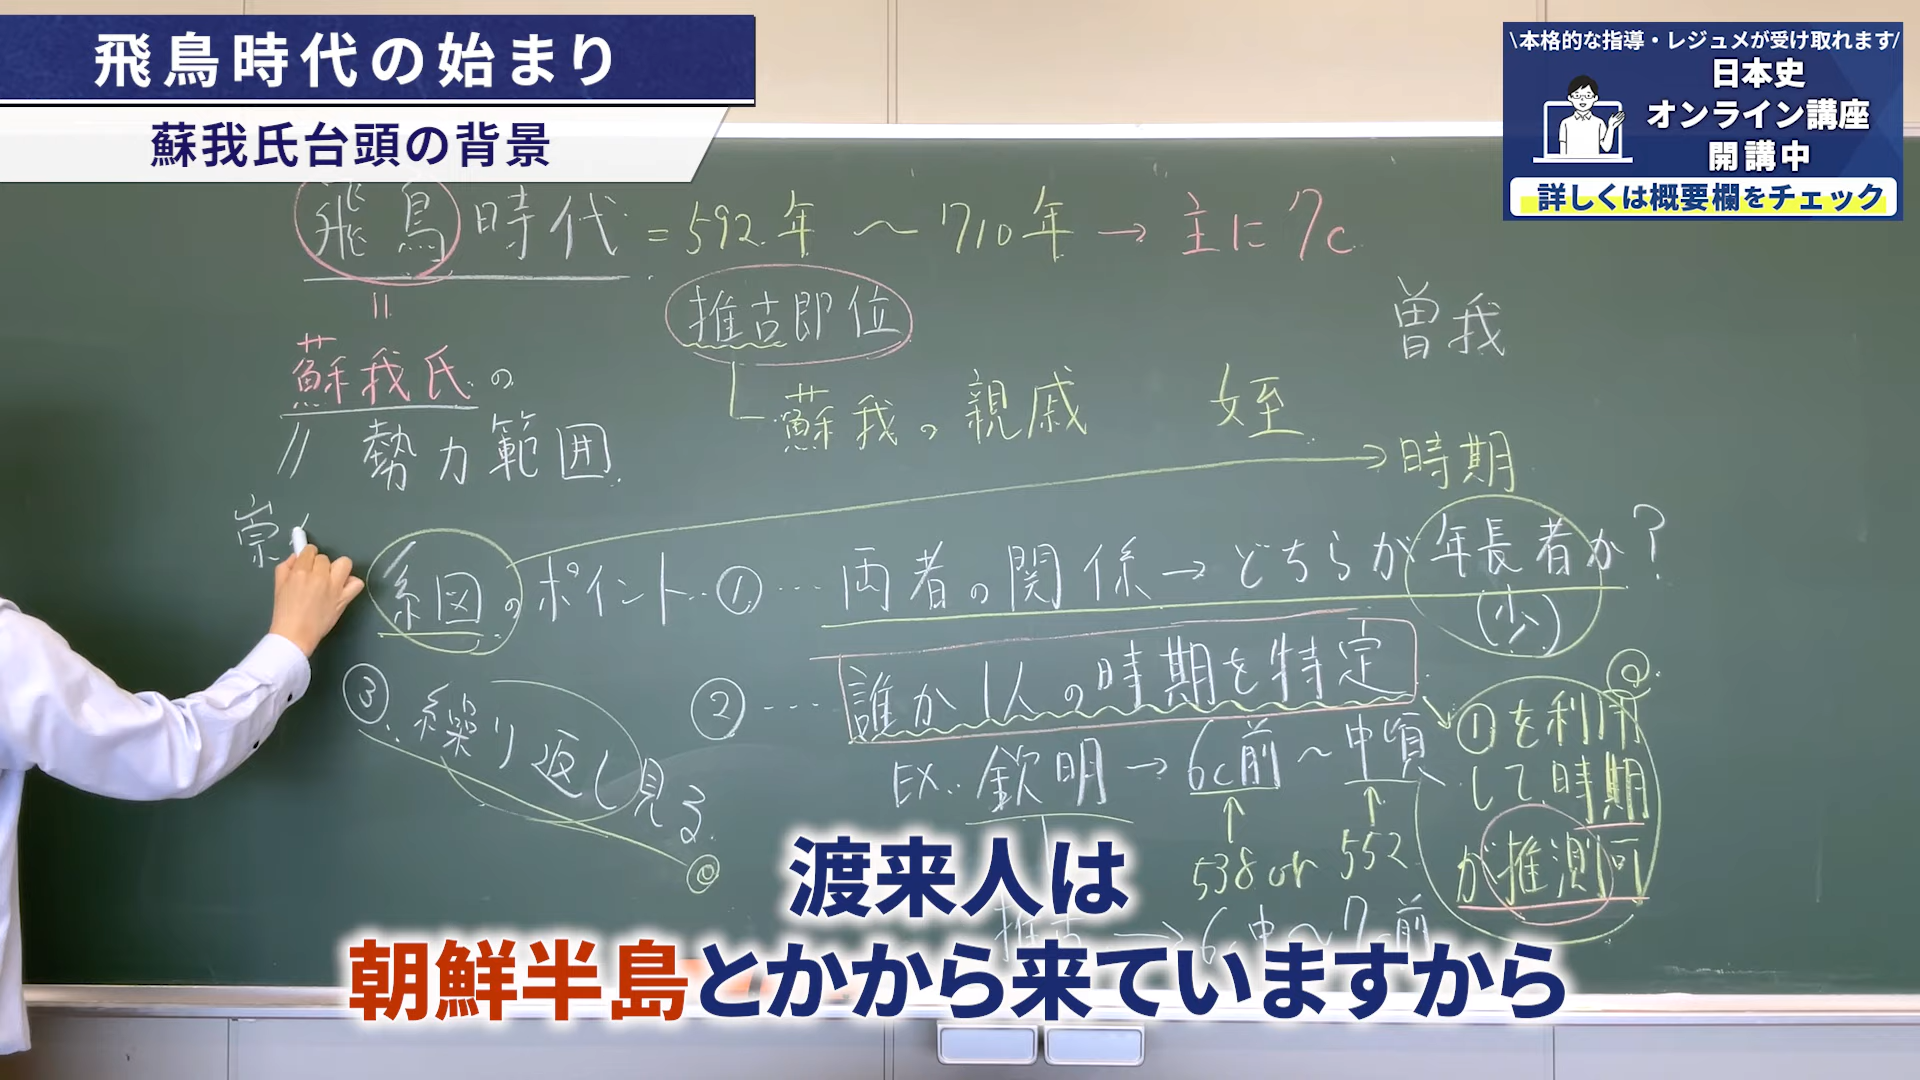 飛鳥時代の始まり
蘇我氏台頭の背景
\本格的な指導・レジュメが受け取れます/
日本史
オンライン講座
開講中
詳しくは概要欄をチェック
飛鳥時代 = 592年 〜 710年 → 主に7c
||
推古即位
曽我
蘇我氏の
蘇我の親戚
姪
// 勢力範囲
→時期
崇
系図のポイント‥①…両者の関係→どちらが年長者か?
(少)
②…誰か1人の時期を特定
③‥繰り返し見る
①を利用
して時期
が推測可
EX‥欽明→6c前〜中頃
538 or 552
推古→6c中〜7c前
渡来人は
朝鮮半島とかから来ていますから